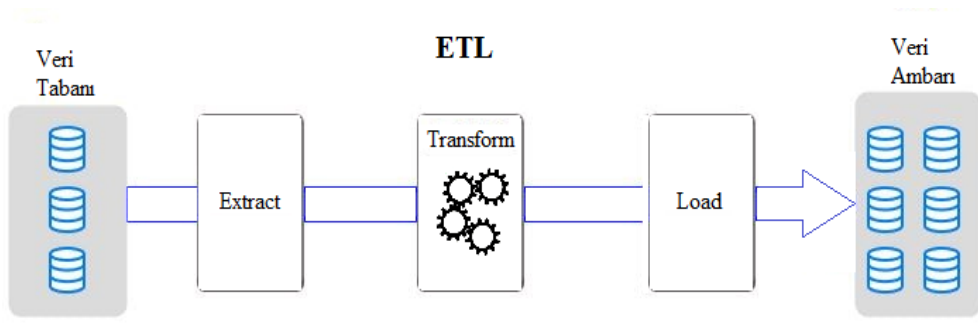 ETL
Veri
Tabanı
Extract
Transform
Load
Veri
Ambarı